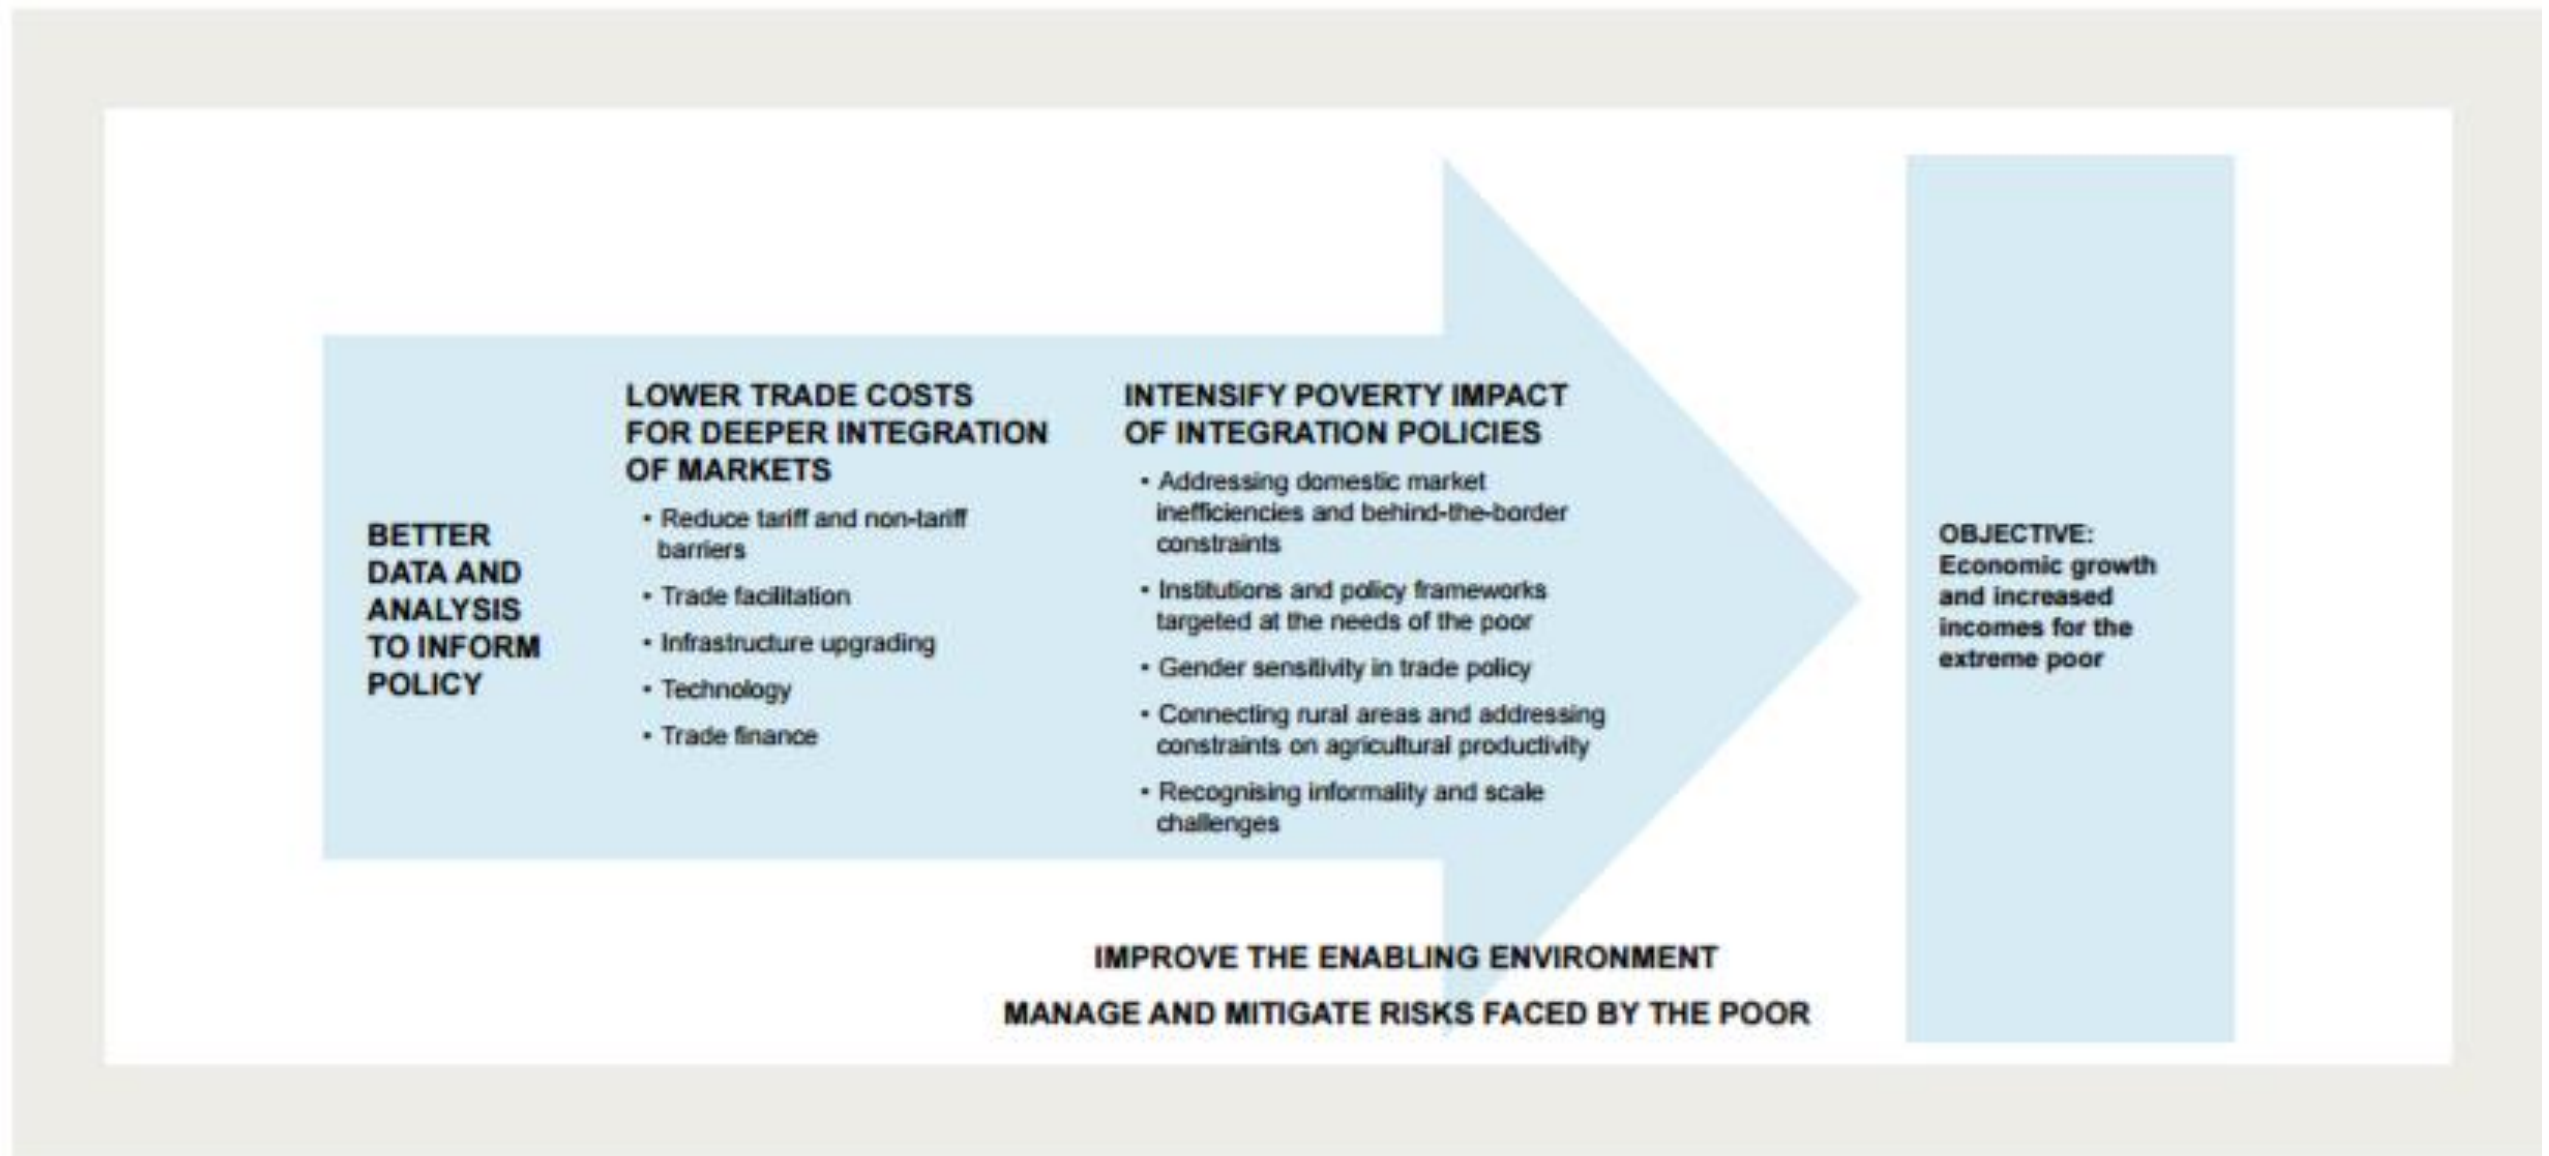 BETTER
DATA AND
ANALYSIS
TO INFORM
POLICY
LOWER TRADE COSTS
FOR DEEPER INTEGRATION
OF MARKETS
• Reduce tariff and non-tariff
barriers
• Trade facilitation
• Infrastructure upgrading
• Technology
• Trade finance
INTENSIFY POVERTY IMPACT
OF INTEGRATION POLICIES
• Addressing domestic market
inefficiencies and behind-the-border
constraints
• Institutions and policy frameworks
targeted at the needs of the poor
• Gender sensitivity in trade policy
• Connecting rural areas and addressing
constraints on agricultural productivity
• Recognising informality and scale
challenges
IMPROVE THE ENABLING ENVIRONMENT
MANAGE AND MITIGATE RISKS FACED BY THE POOR
OBJECTIVE:
Economic growth
and increased
incomes for the
extreme poor